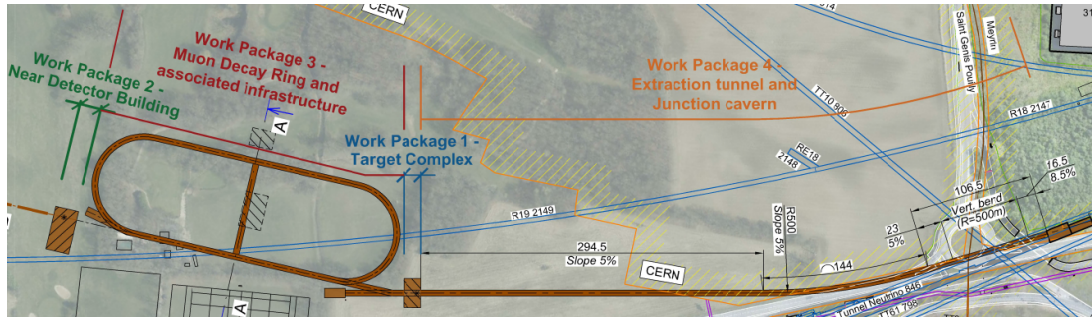 CERN
Work Package 3 -
Muon Decay Ring and
associated infrastructure
Work Package 2 -
Near Detector Building
A
Work Package 1 -
Target Complex
Work Package 4 -
Extraction tunnel and
Junction cavern
Saint Genis Pouilly
Meyrin
TT10 806
R18 2147
RE18
2148
R19 2149
16.5
8.5%
106.5
Vert. bend
(R=500m)
23
5%
R500
Slope 5%
294.5
Slope 5%
144
CERN
A
Tunnel Neutrino 846
TT61 798